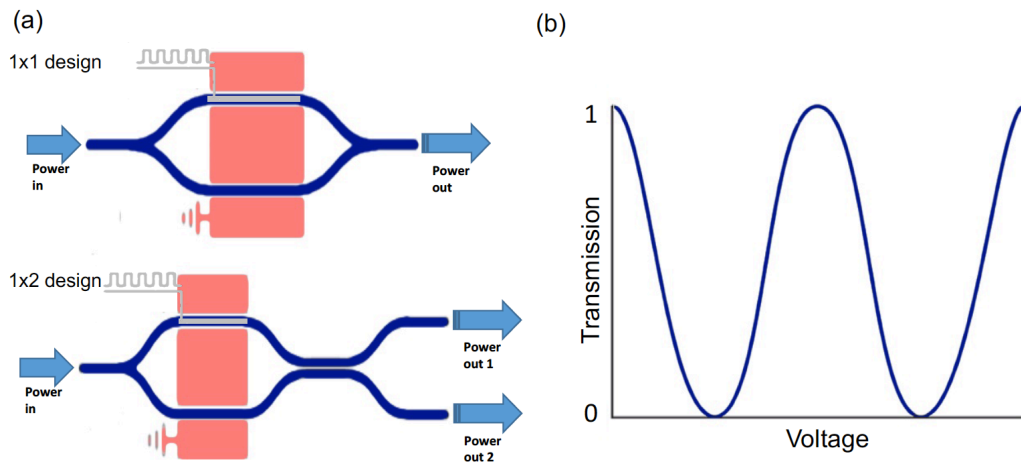 (a)
1x1 design
Power
in
Power
out
1x2 design
Power
in
Power
out 1
Power
out 2
(b)
1
Transmission
0
Voltage